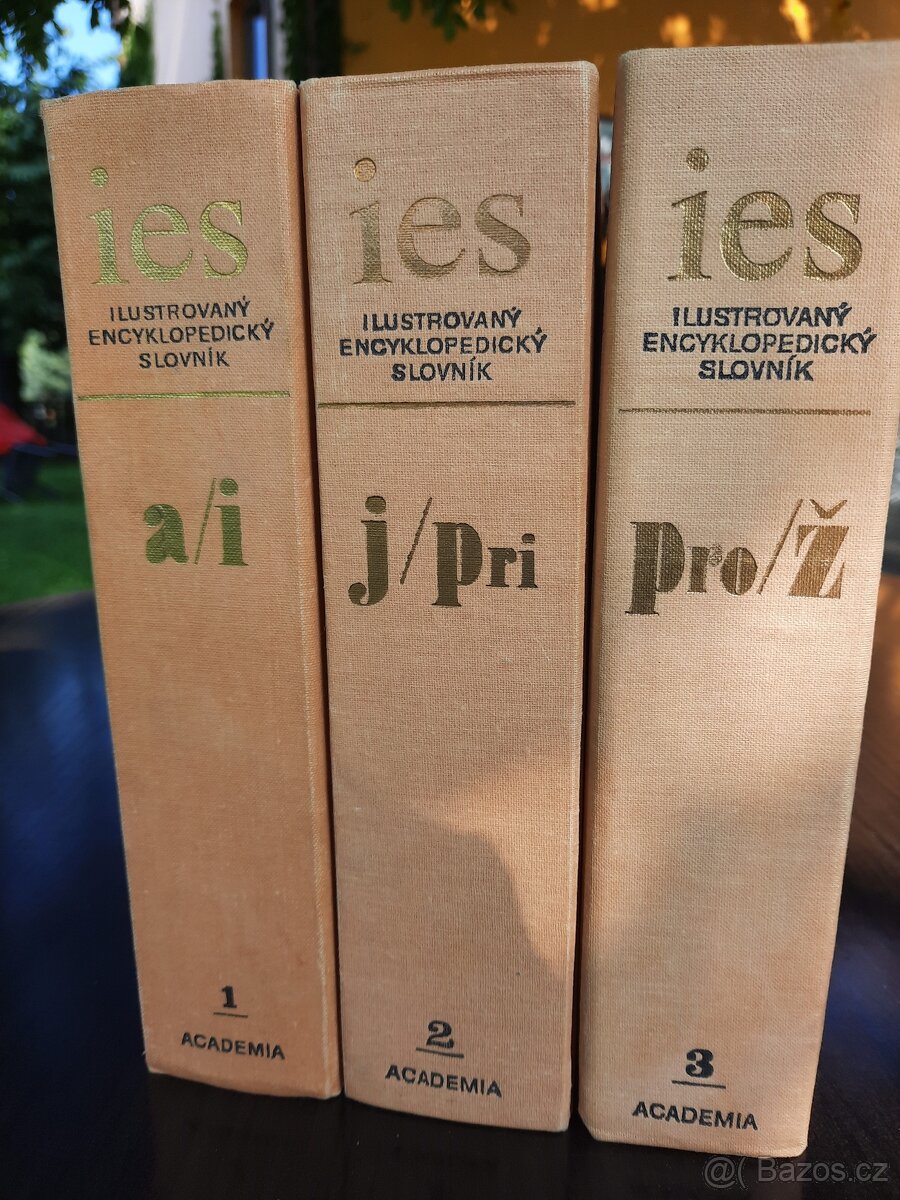 ies
ILUSTROVANÝ
ENCYKLOPEDICKÝ
SLOVNÍK
a/i
1
ACADEMIA
ies
ILUSTROVANÝ
ENCYKLOPEDICKÝ
SLOVNÍK
j/pri
2
ACADEMIA
ies
ILUSTROVANÝ
ENCYKLOPEDICKÝ
SLOVNÍK
pro/ž
3
ACADEMIA
@( Bazos.cz